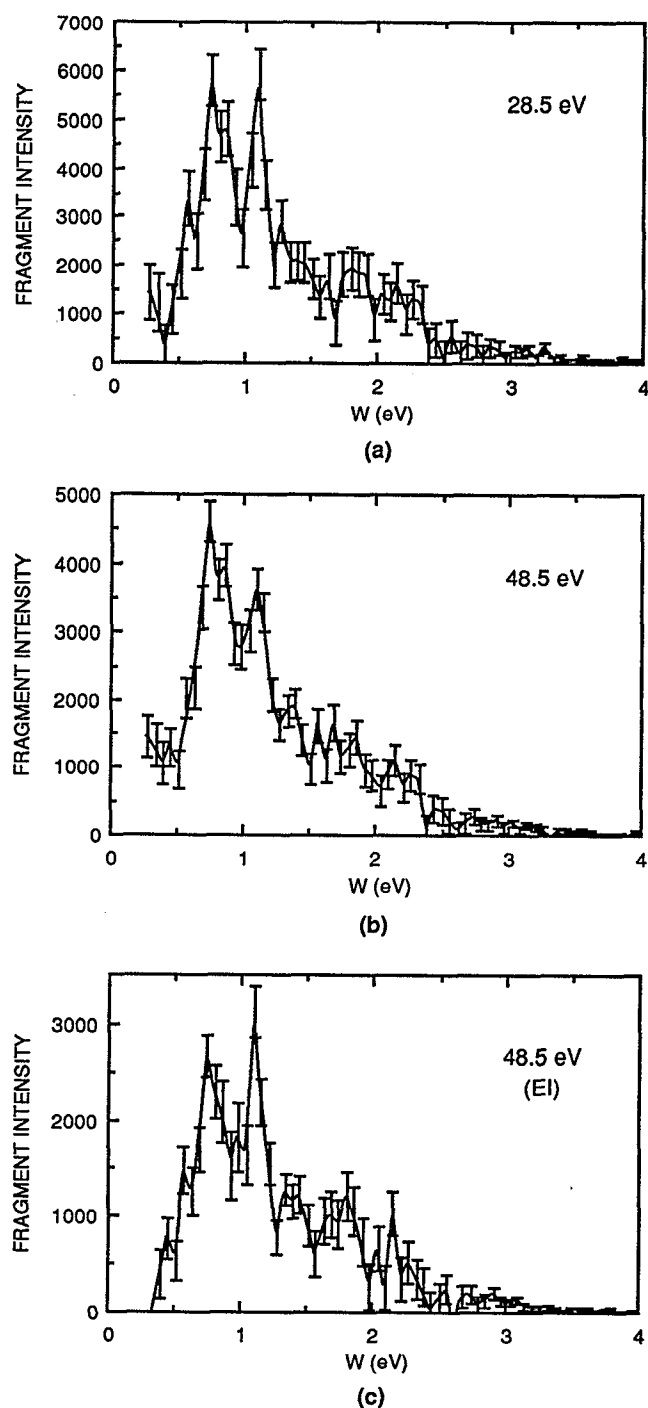 7000
6000
5000
4000
3000
2000
1000
0
FRAGMENT INTENSITY
28.5 eV
0 1 2 3 4
W (eV)
(a)
5000
4000
3000
2000
1000
0
FRAGMENT INTENSITY
48.5 eV
0 1 2 3 4
W (eV)
(b)
3000
2000
1000
0
FRAGMENT INTENSITY
48.5 eV
(EI)
0 1 2 3 4
W (eV)
(c)